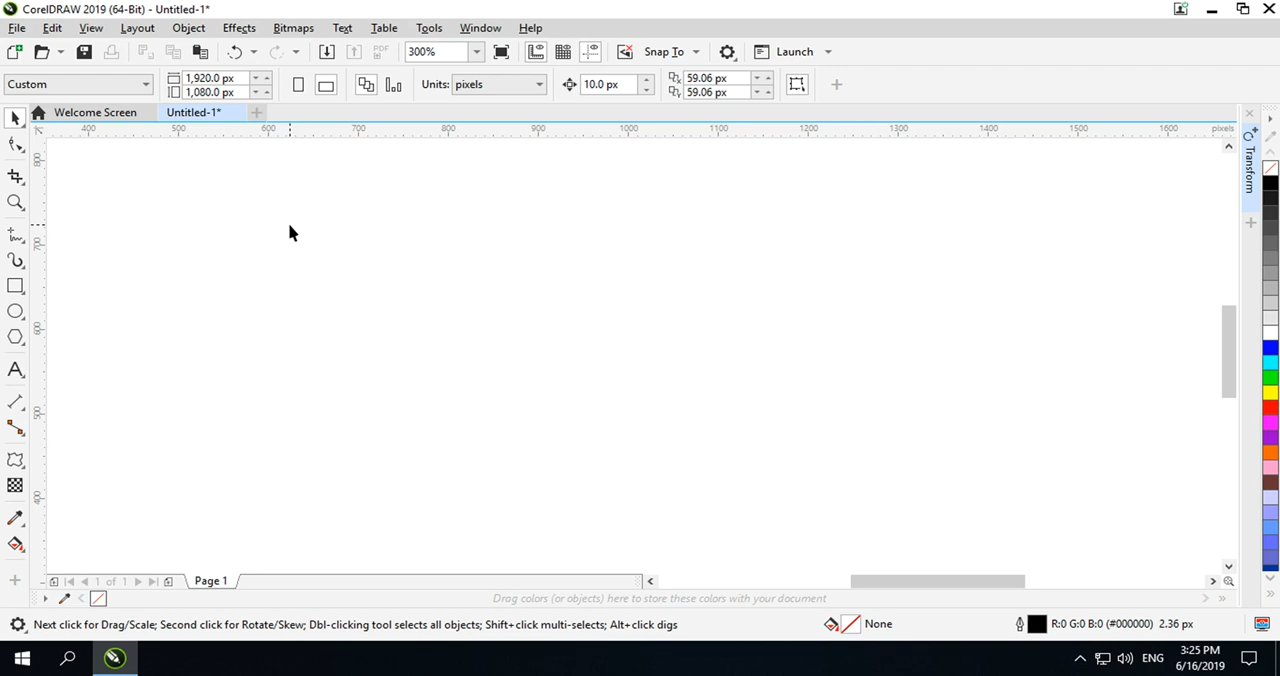 CorelDRAW 2019 (64-Bit) - Untitled-1*
File Edit View Layout Object Effects Bitmaps Text Table Tools Window Help
PDF 300% Snap To Launch
Custom 1,920.0 px 1,080.0 px Units: pixels 10.0 px 59.06 px 59.06 px
Welcome Screen Untitled-1*
400 500 600 700 800 900 1000 1100 1200 1300 1400 1500 1600 pixels
800
700
600
500
400
Transform
1 of 1 Page 1
Drag colors (or objects) here to store these colors with your document
Next click for Drag/Scale; Second click for Rotate/Skew; Dbl-clicking tool selects all objects; Shift+click multi-selects; Alt+click digs None R:0 G:0 B:0 (#000000) 2.36 px
ENG 3:25 PM
6/16/2019